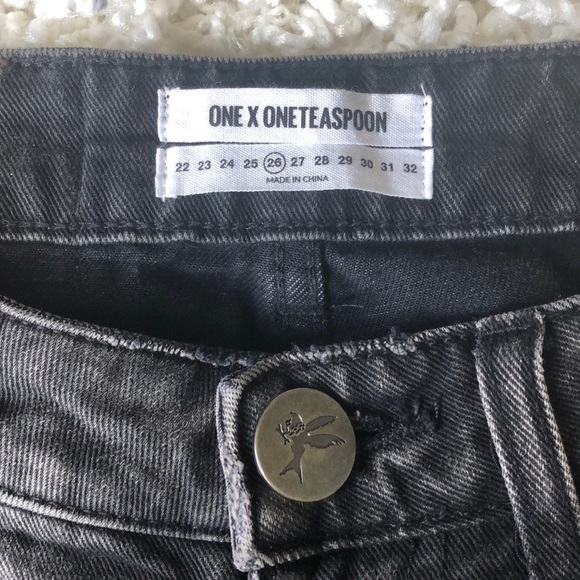 ONE X ONETEASPOON
22 23 24 25 26 27 28 29 30 31 32
MADE IN CHINA